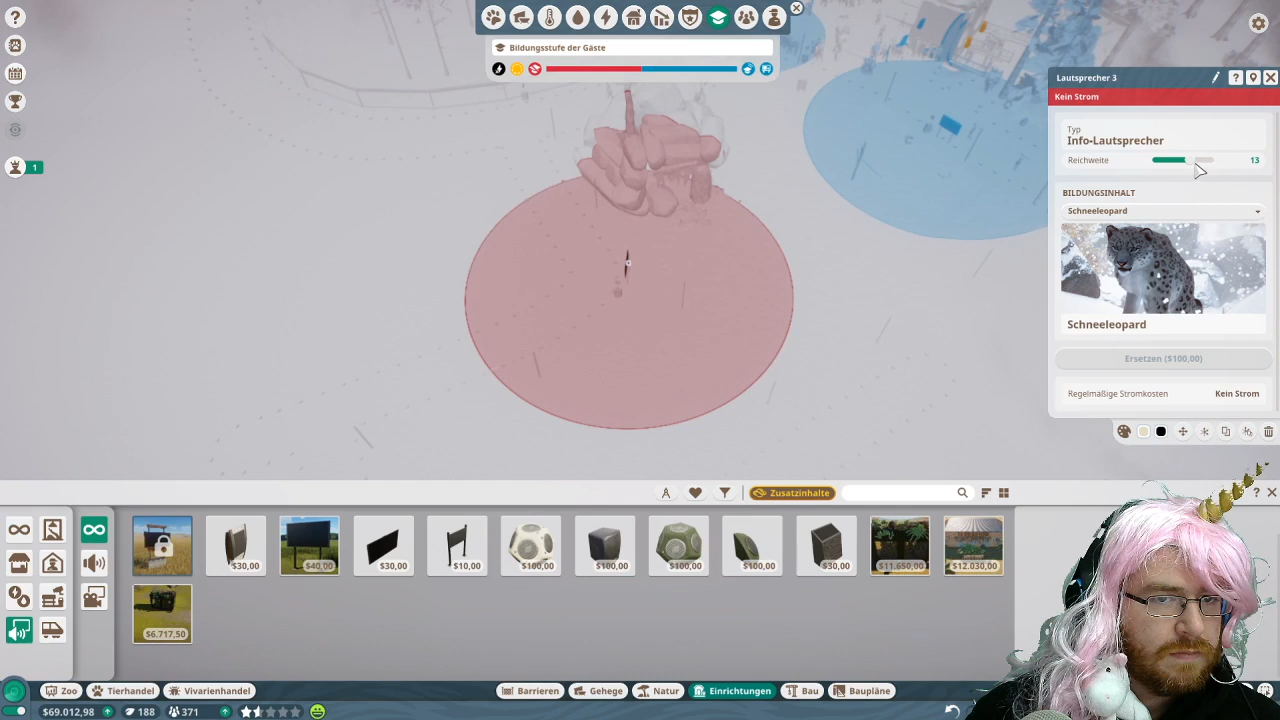 Bildungsstufe der Gäste
Lautsprecher 3
Kein Strom
Typ
Info-Lautsprecher
Reichweite 13
BILDUNGSINHALT
Schneeleopard
Schneeleopard
Ersetzen ($100,00)
Regelmäßige Stromkosten Kein Strom
1
Zusatzinhalte
$30,00 $40,00 $30,00 $10,00 $100,00 $100,00 $100,00 $100,00 $30,00 $11.650,00 $12.030,00
$6.717,50
Zoo Tierhandel Vivarienhandel Barrieren Gehege Natur Einrichtungen Bau Baupläne
$69.012,98 188 371